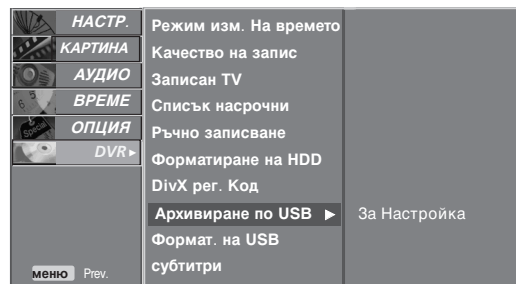 НАСТР.
КАРТИНА
АУДИО
ВРЕМЕ
ОПЦИЯ
DVR ▸
Режим изм. На времето
Качество на запис
Записан TV
Списък насрочни
Ръчно записване
Форматиране на HDD
DivX рег. Код
Архивиране по USB ▶
Формат. на USB
субтитри
За Настройка
меню Prev.